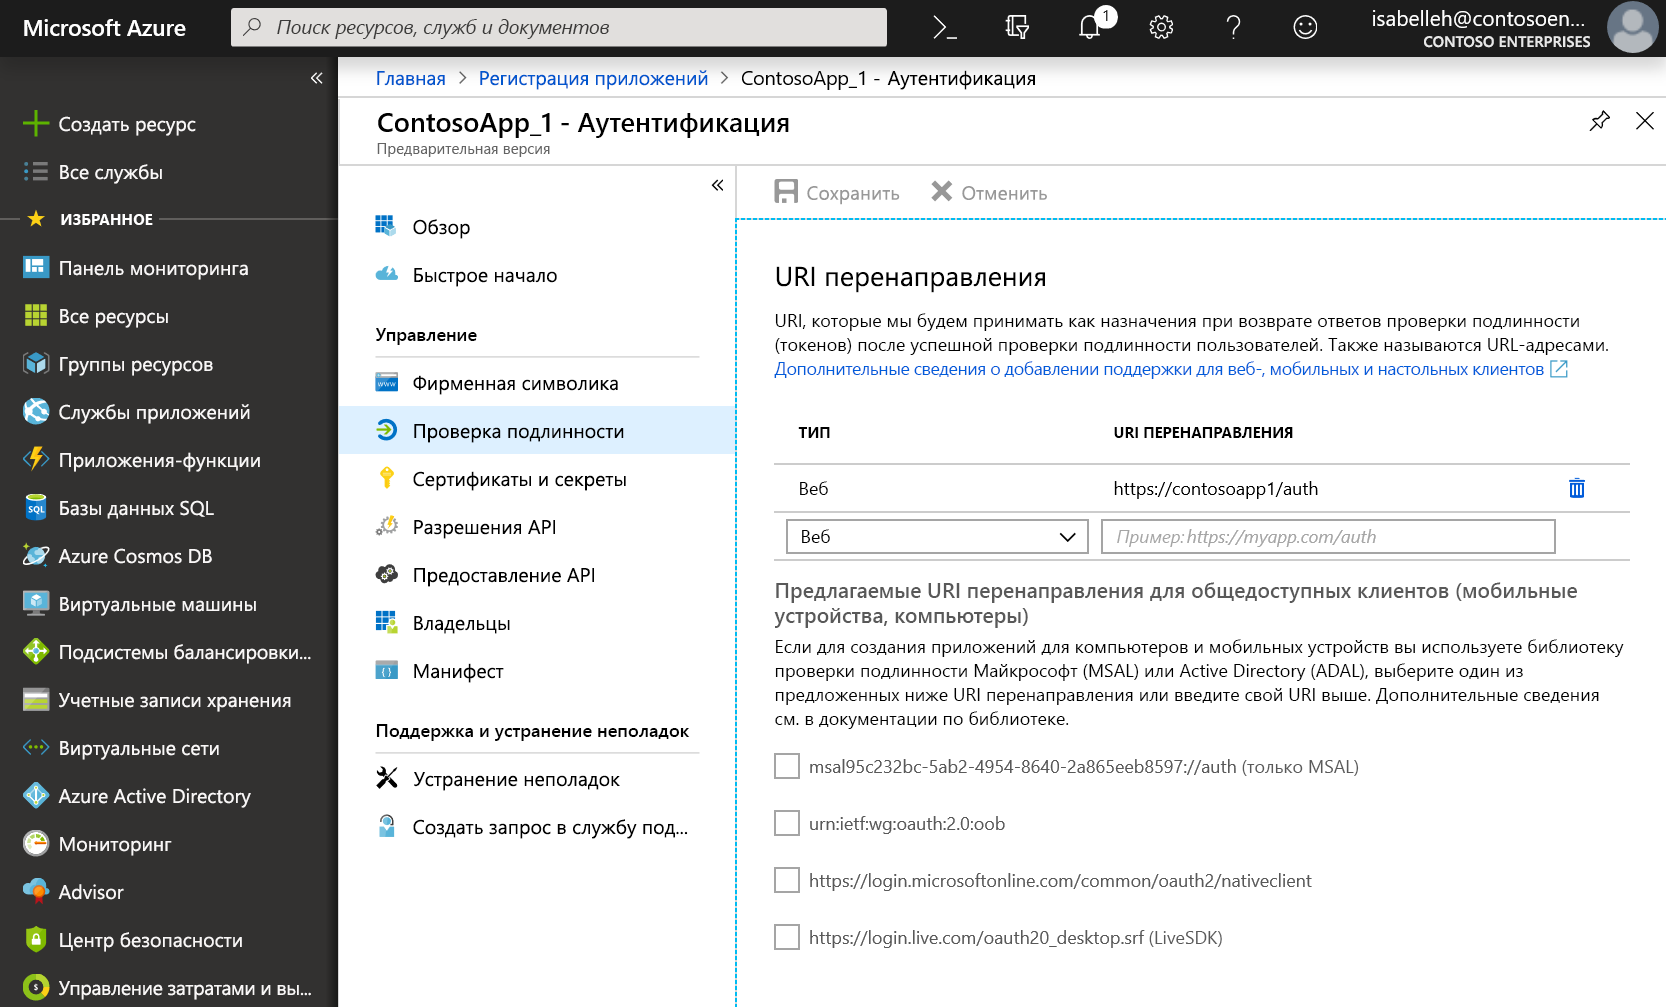 Microsoft Azure
Поиск ресурсов, служб и документов
1
isabelleh@contosoen...
CONTOSO ENTERPRISES
Главная > Регистрация приложений > ContosoApp_1 - Аутентификация
ContosoApp_1 - Аутентификация
Предварительная версия
Создать ресурс
Все службы
ИЗБРАННОЕ
Панель мониторинга
Все ресурсы
Группы ресурсов
Службы приложений
Приложения-функции
Базы данных SQL
Azure Cosmos DB
Виртуальные машины
Подсистемы балансировки...
Учетные записи хранения
Виртуальные сети
Azure Active Directory
Мониторинг
Advisor
Центр безопасности
Управление затратами и вы...
Обзор
Быстрое начало
Управление
Фирменная символика
Проверка подлинности
Сертификаты и секреты
Разрешения API
Предоставление API
Владельцы
Манифест
Поддержка и устранение неполадок
Устранение неполадок
Создать запрос в службу под...
Сохранить
Отменить
URI перенаправления
URI, которые мы будем принимать как назначения при возврате ответов проверки подлинности
(токенов) после успешной проверки подлинности пользователей. Также называются URL-адресами.
Дополнительные сведения о добавлении поддержки для веб-, мобильных и настольных клиентов
ТИП
URI ПЕРЕНАПРАВЛЕНИЯ
Веб
https://contosoapp1/auth
Веб
Пример: https://myapp.com/auth
Предлагаемые URI перенаправления для общедоступных клиентов (мобильные
устройства, компьютеры)
Если для создания приложений для компьютеров и мобильных устройств вы используете библиотеку
проверки подлинности Майкрософт (MSAL) или Active Directory (ADAL), выберите один из
предложенных ниже URI перенаправления или введите свой URI выше. Дополнительные сведения
см. в документации по библиотеке.
msal95c232bc-5ab2-4954-8640-2a865eeb8597://auth (только MSAL)
urn:ietf:wg:oauth:2.0:oob
https://login.microsoftonline.com/common/oauth2/nativeclient
https://login.live.com/oauth20_desktop.srf (LiveSDK)